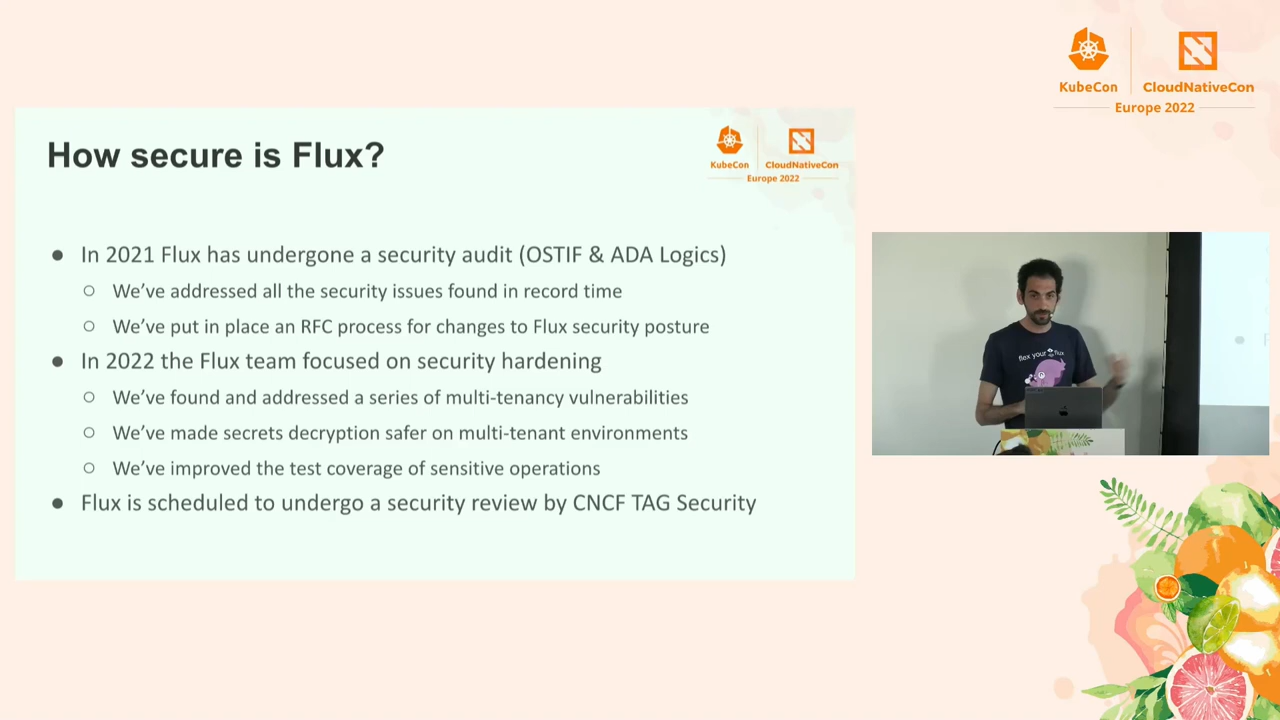 KubeCon
CloudNativeCon
Europe 2022
How secure is Flux?
KubeCon
CloudNativeCon
Europe 2022
● In 2021 Flux has undergone a security audit (OSTIF & ADA Logics)
○ We’ve addressed all the security issues found in record time
○ We’ve put in place an RFC process for changes to Flux security posture
● In 2022 the Flux team focused on security hardening
○ We’ve found and addressed a series of multi-tenancy vulnerabilities
○ We’ve made secrets decryption safer on multi-tenant environments
○ We’ve improved the test coverage of sensitive operations
● Flux is scheduled to undergo a security review by CNCF TAG Security
flex your flux